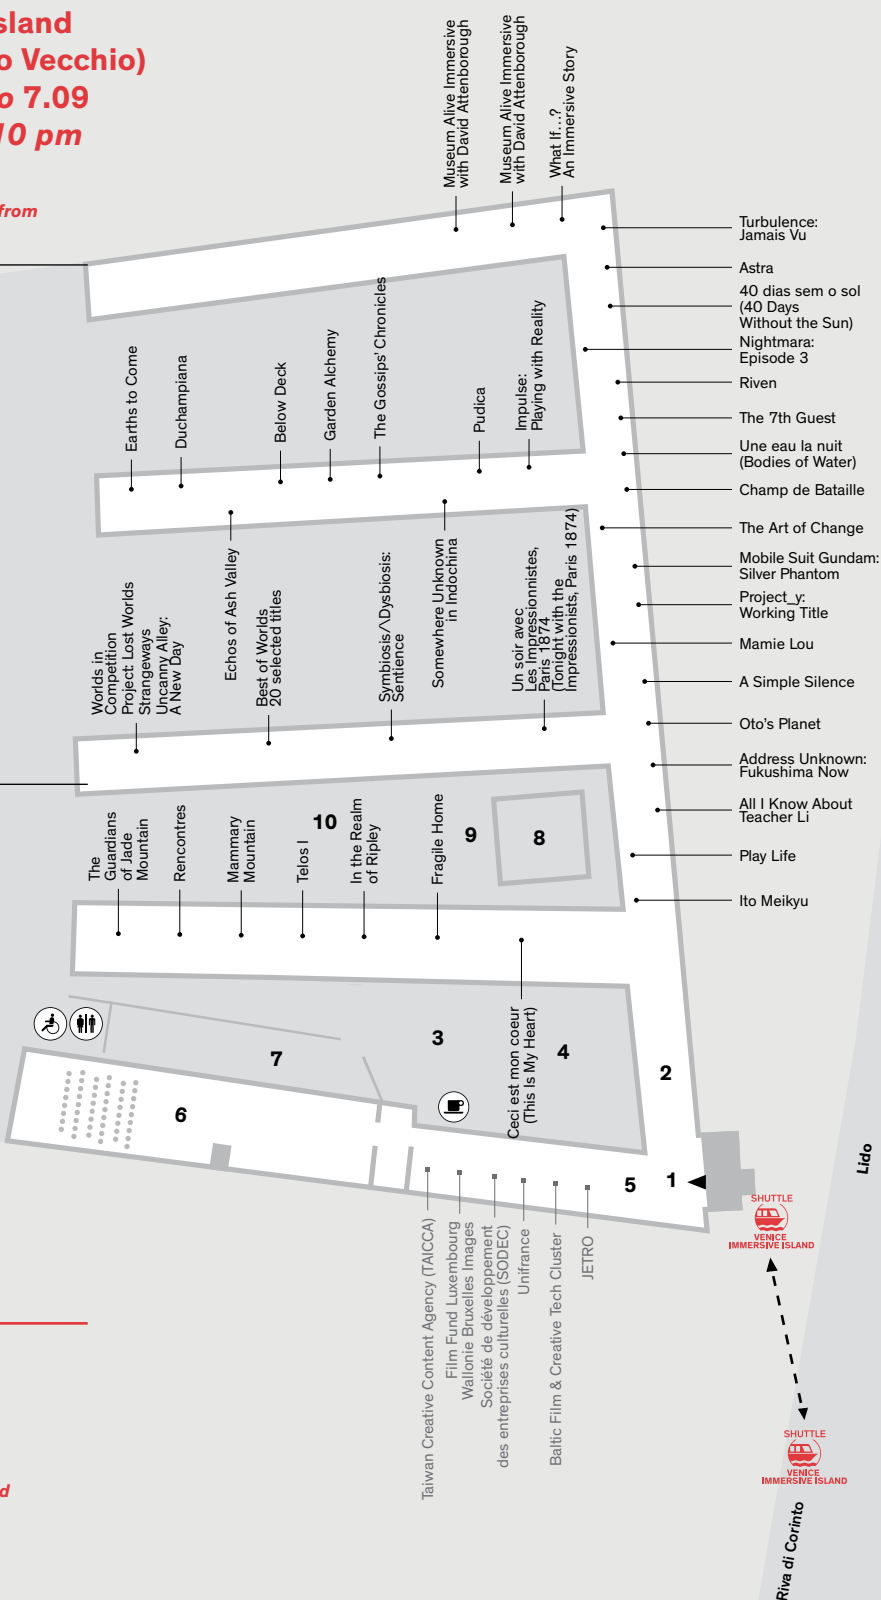 sland
o Vecchio)
o 7.09
10 pm
from
Museum Alive Immersive
with David Attenborough
Museum Alive Immersive
with David Attenborough
What If...?
An Immersive Story
Turbulence:
Jamais Vu
Astra
40 dias sem o sol
(40 Days
Without the Sun)
Nightmara:
Episode 3
Riven
The 7th Guest
Une eau la nuit
(Bodies of Water)
Champ de Bataille
The Art of Change
Mobile Suit Gundam:
Silver Phantom
Project_y:
Working Title
Mamie Lou
A Simple Silence
Oto's Planet
Address Unknown:
Fukushima Now
All I Know About
Teacher Li
Play Life
Ito Meikyu
Earths to Come
Duchampiana
Below Deck
Garden Alchemy
The Gossips' Chronicles
Pudica
Impulse:
Playing with Reality
Echos of Ash Valley
Somewhere Unknown
in Indochina
Worlds in
Competition
Project: Lost Worlds
Strangeways
Uncanny Alley:
A New Day
Best of Worlds
20 selected titles
Symbiosis/\Dysbiosis:
Sentience
Un soir avec
Les Impressionnistes,
Paris 1874
(Tonight with the
Impressionists, Paris 1874)
The
Guardians
of Jade
Mountain
Rencontres
Mammary
Mountain
Telos I
In the Realm
of Ripley
Fragile Home
10
9
8
Ceci est mon coeur
(This Is My Heart)
3
4
7
2
6
5
1
Taiwan Creative Content Agency (TAICCA)
Film Fund Luxembourg
Wallonie Bruxelles Images
Société de développement
des entreprises culturelles (SODEC)
Unifrance
Baltic Film & Creative Tech Cluster
JETRO
Lido
SHUTTLE
VENICE
IMMERSIVE ISLAND
SHUTTLE
VENICE
IMMERSIVE ISLAND
d
Riva di Corinto